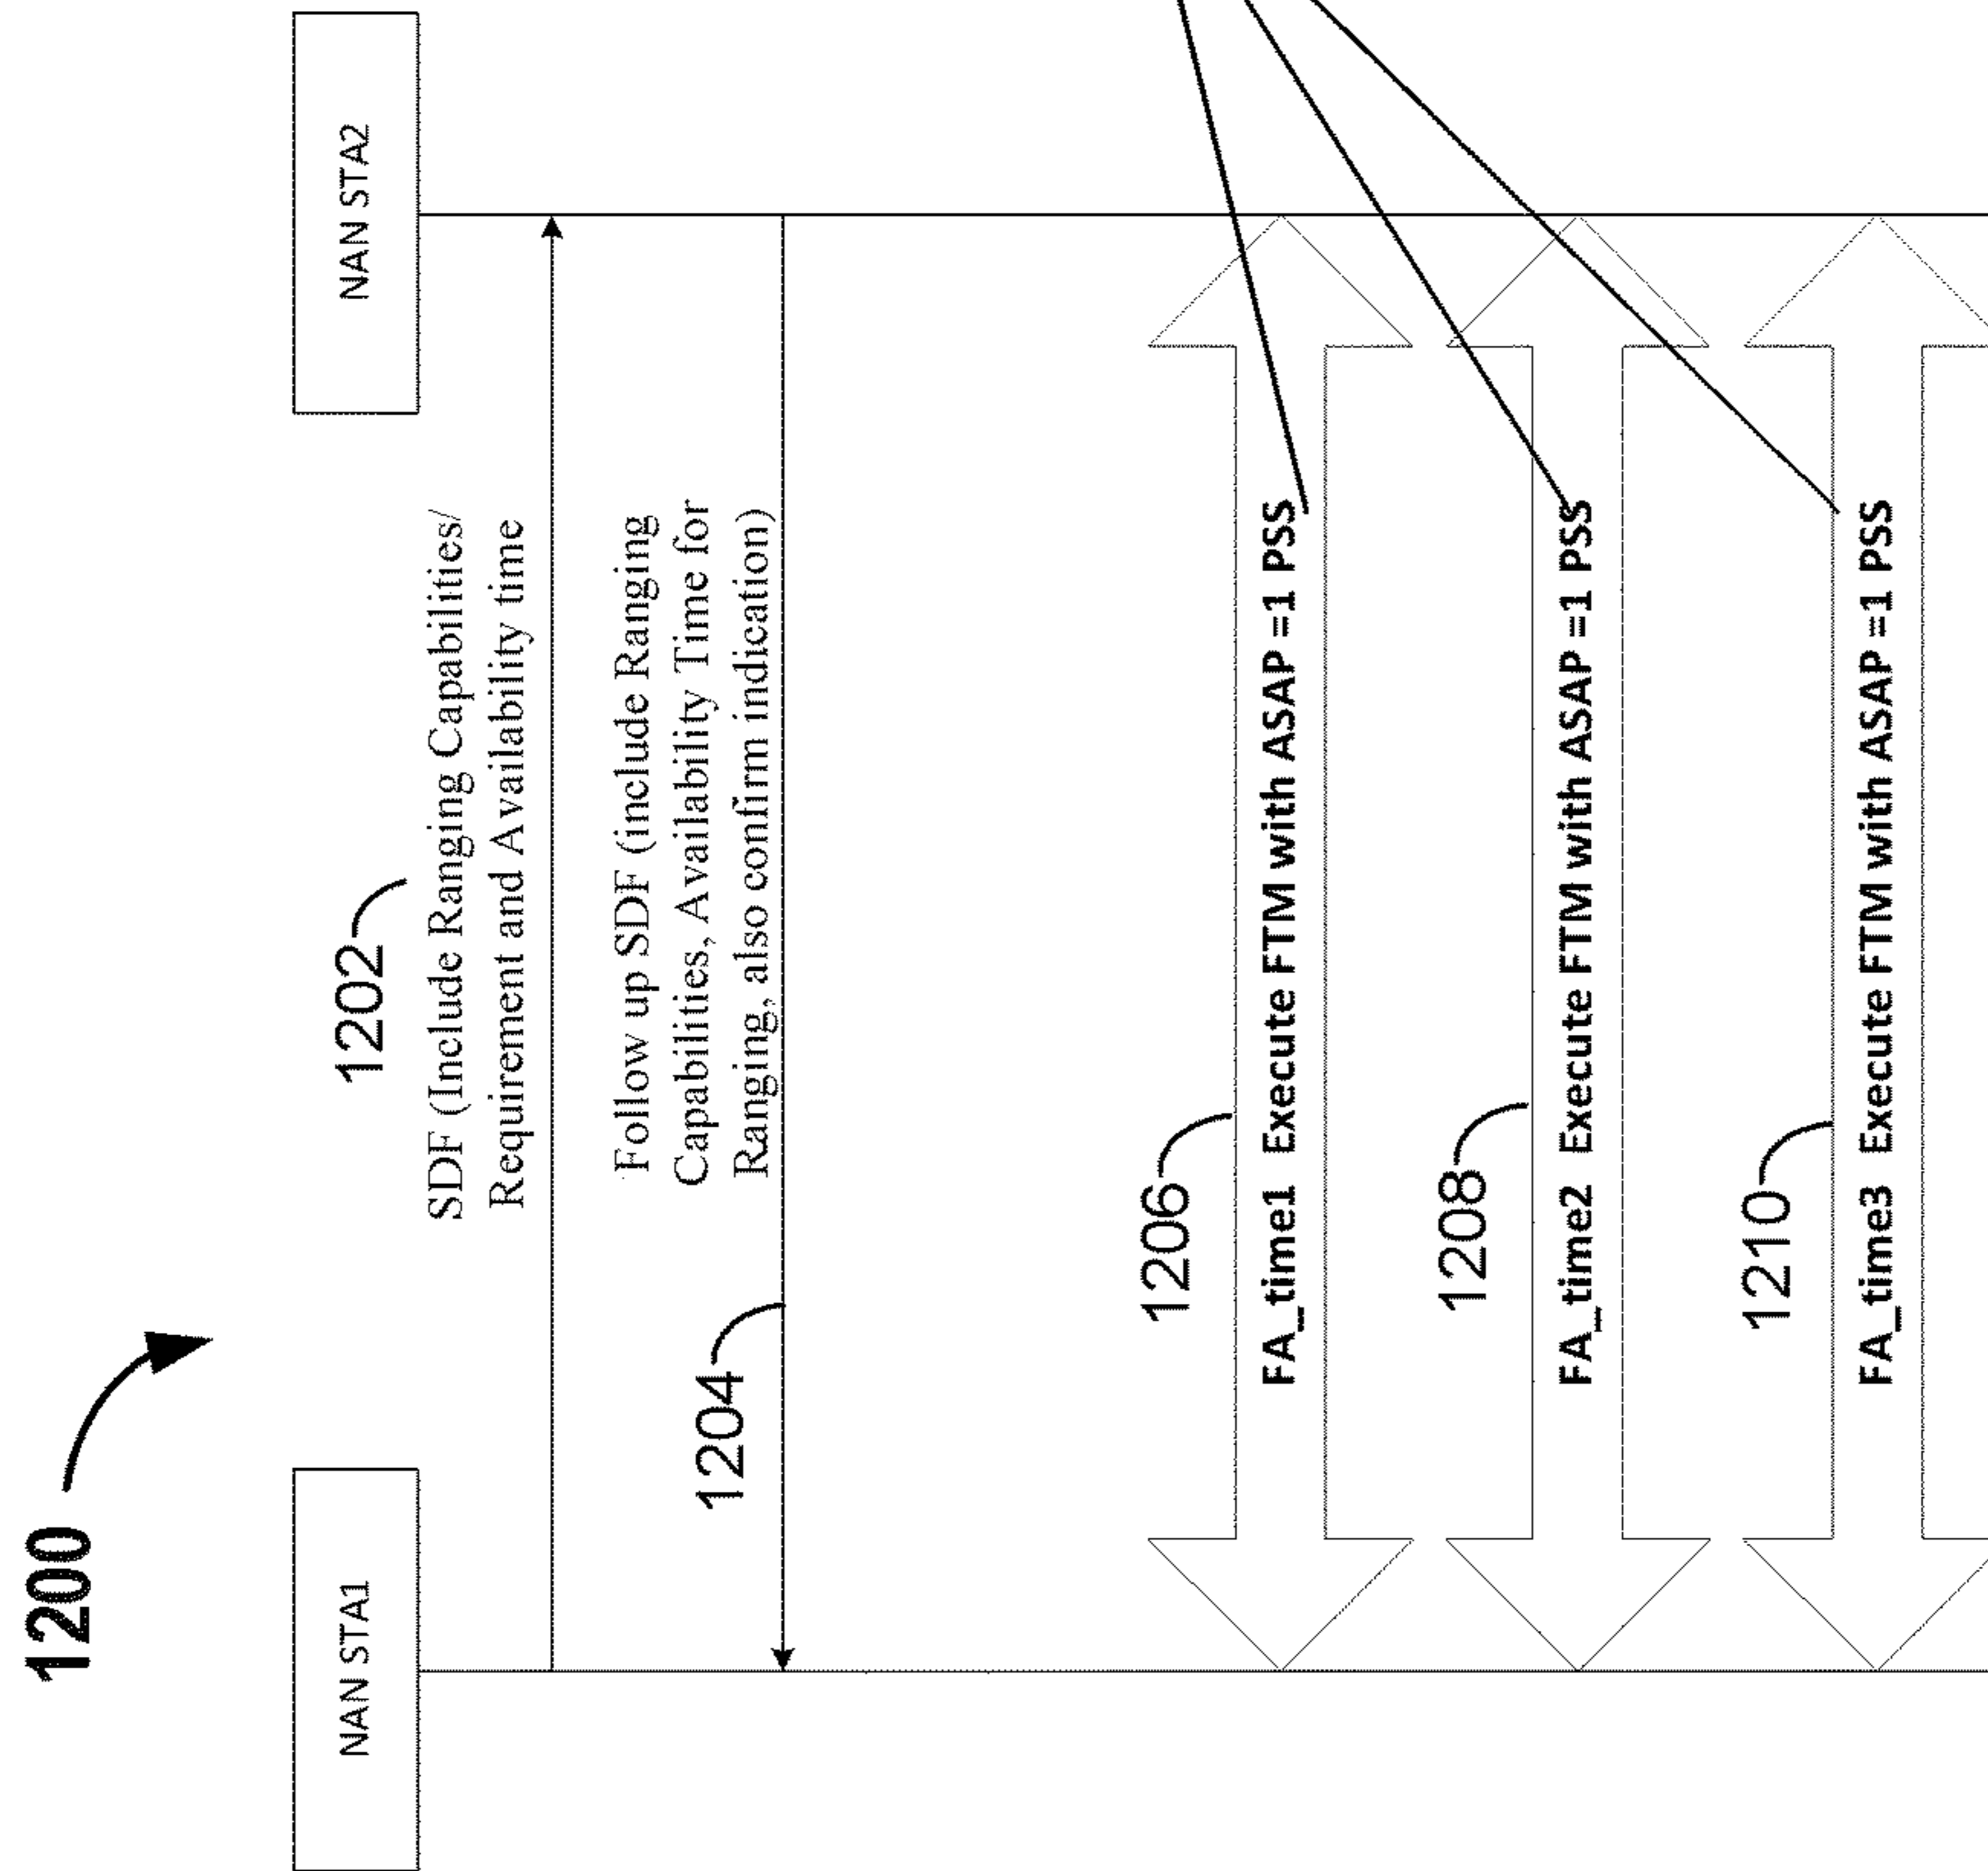 1200
NAN STA1
NAN STA2
1202
SDF (Include Ranging Capabilities/
Requirement and Availability time
Follow up SDF (include Ranging
Capabilities, Availability Time for
Ranging, also confirm indication)
1204
1206
FA_time1 Execute FTM with ASAP =1 PSS
1208
FA_time2 Execute FTM with ASAP =1 PSS
1210
FA_time3 Execute FTM with ASAP =1 PSS